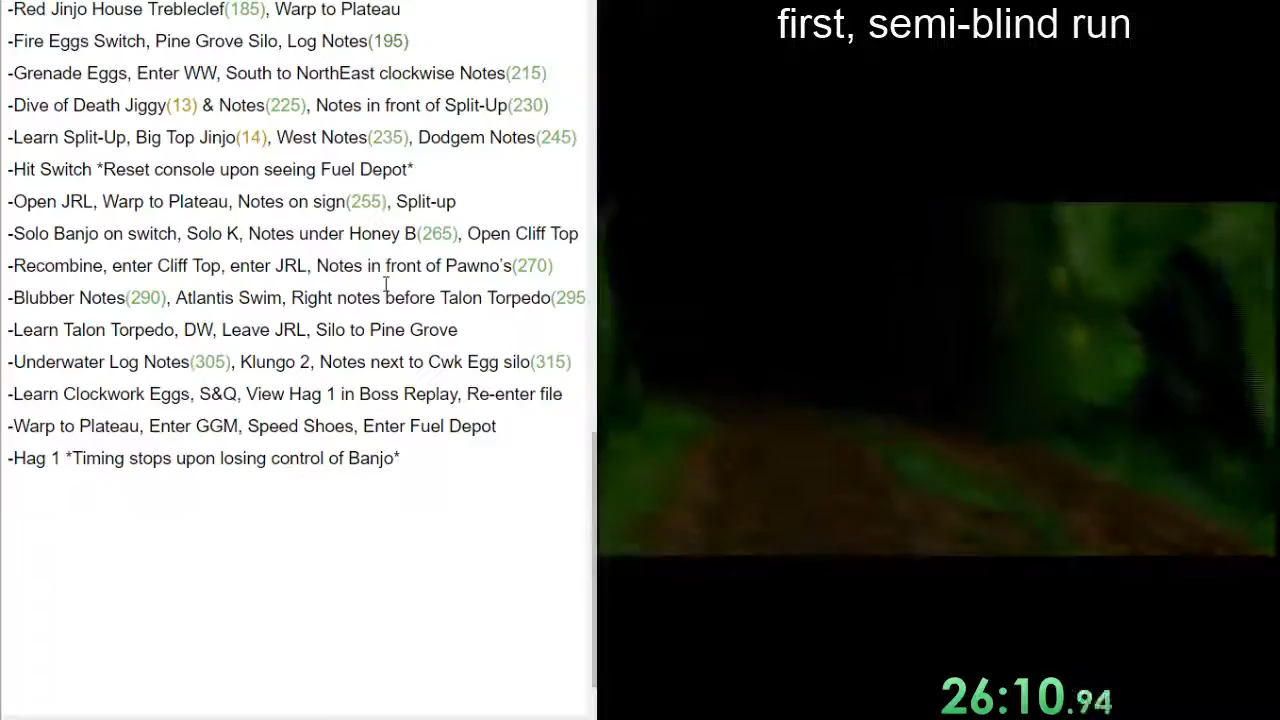 -Red Jinjo House Trebleclef(185), Warp to Plateau
-Fire Eggs Switch, Pine Grove Silo, Log Notes(195)
-Grenade Eggs, Enter WW, South to NorthEast clockwise Notes(215)
-Dive of Death Jiggy(13) & Notes(225), Notes in front of Split-Up(230)
-Learn Split-Up, Big Top Jinjo(14), West Notes(235), Dodgem Notes(245)
-Hit Switch *Reset console upon seeing Fuel Depot*
-Open JRL, Warp to Plateau, Notes on sign(255), Split-up
-Solo Banjo on switch, Solo K, Notes under Honey B(265), Open Cliff Top
-Recombine, enter Cliff Top, enter JRL, Notes in front of Pawno’s(270)
-Blubber Notes(290), Atlantis Swim, Right notes before Talon Torpedo(295
-Learn Talon Torpedo, DW, Leave JRL, Silo to Pine Grove
-Underwater Log Notes(305), Klungo 2, Notes next to Cwk Egg silo(315)
-Learn Clockwork Eggs, S&Q, View Hag 1 in Boss Replay, Re-enter file
-Warp to Plateau, Enter GGM, Speed Shoes, Enter Fuel Depot
-Hag 1 *Timing stops upon losing control of Banjo*
first, semi-blind run
26:10.94